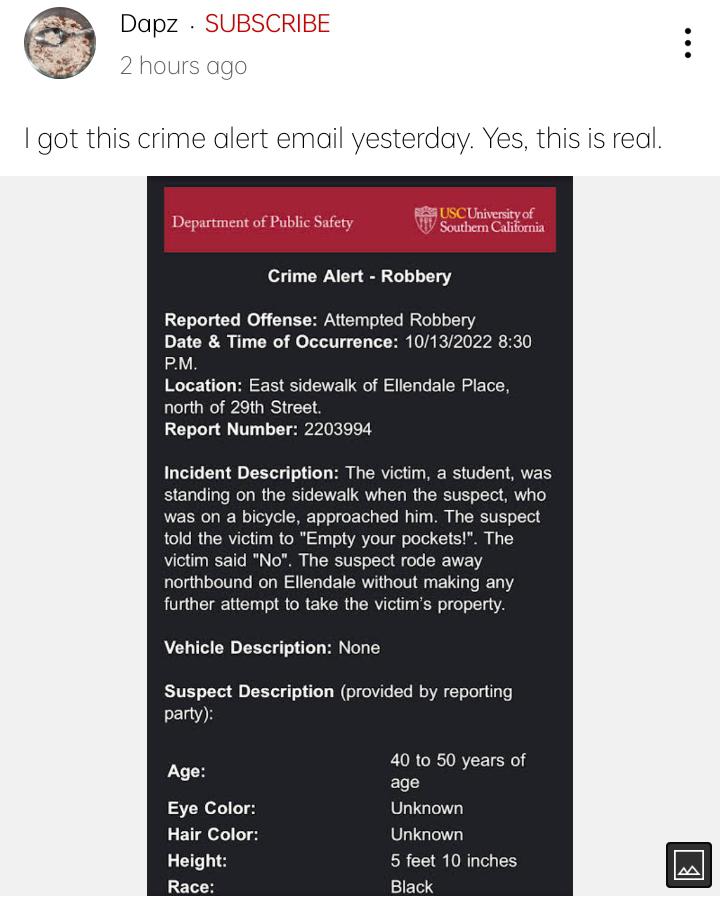 Dapz · SUBSCRIBE
2 hours ago
I got this crime alert email yesterday. Yes, this is real.
Department of Public Safety
USC University of
Southern California
Crime Alert - Robbery
Reported Offense: Attempted Robbery
Date & Time of Occurrence: 10/13/2022 8:30
P.M.
Location: East sidewalk of Ellendale Place,
north of 29th Street.
Report Number: 2203994
Incident Description: The victim, a student, was
standing on the sidewalk when the suspect, who
was on a bicycle, approached him. The suspect
told the victim to "Empty your pockets!". The
victim said "No". The suspect rode away
northbound on Ellendale without making any
further attempt to take the victim's property.
Vehicle Description: None
Suspect Description (provided by reporting
party):
Age: 40 to 50 years of
age
Eye Color: Unknown
Hair Color: Unknown
Height: 5 feet 10 inches
Race: Black